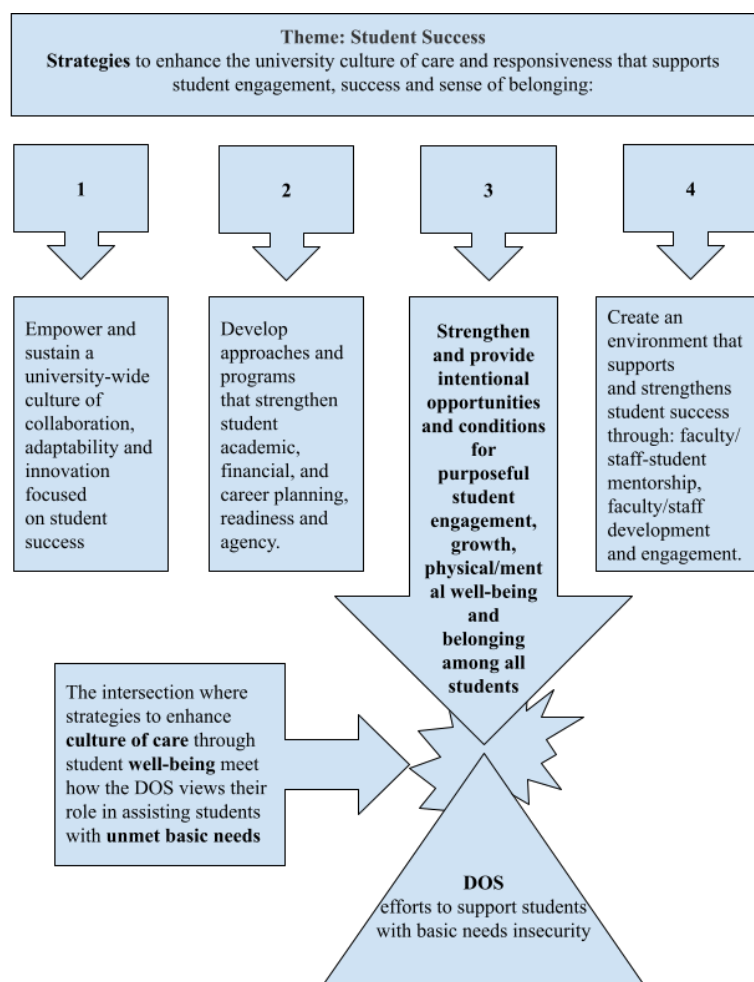 Theme: Student Success
Strategies to enhance the university culture of care and responsiveness that supports
student engagement, success and sense of belonging:
1
2
3
4
Empower and
sustain a
university-wide
culture of
collaboration,
adaptability and
innovation
focused
on student
success
Develop
approaches and
programs
that strengthen
student
academic,
financial, and
career planning,
readiness and
agency.
Strengthen
and provide
intentional
opportunities
and conditions
for
purposeful
student
engagement,
growth,
physical/ment
al well-being
and
belonging
among all
students
Create an
environment that
supports
and strengthens
student success
through: faculty/
staff-student
mentorship,
faculty/staff
development
and engagement.
The intersection where
strategies to enhance
culture of care through
student well-being meet
how the DOS views their
role in assisting students
with unmet basic needs
DOS
efforts to support students
with basic needs insecurity